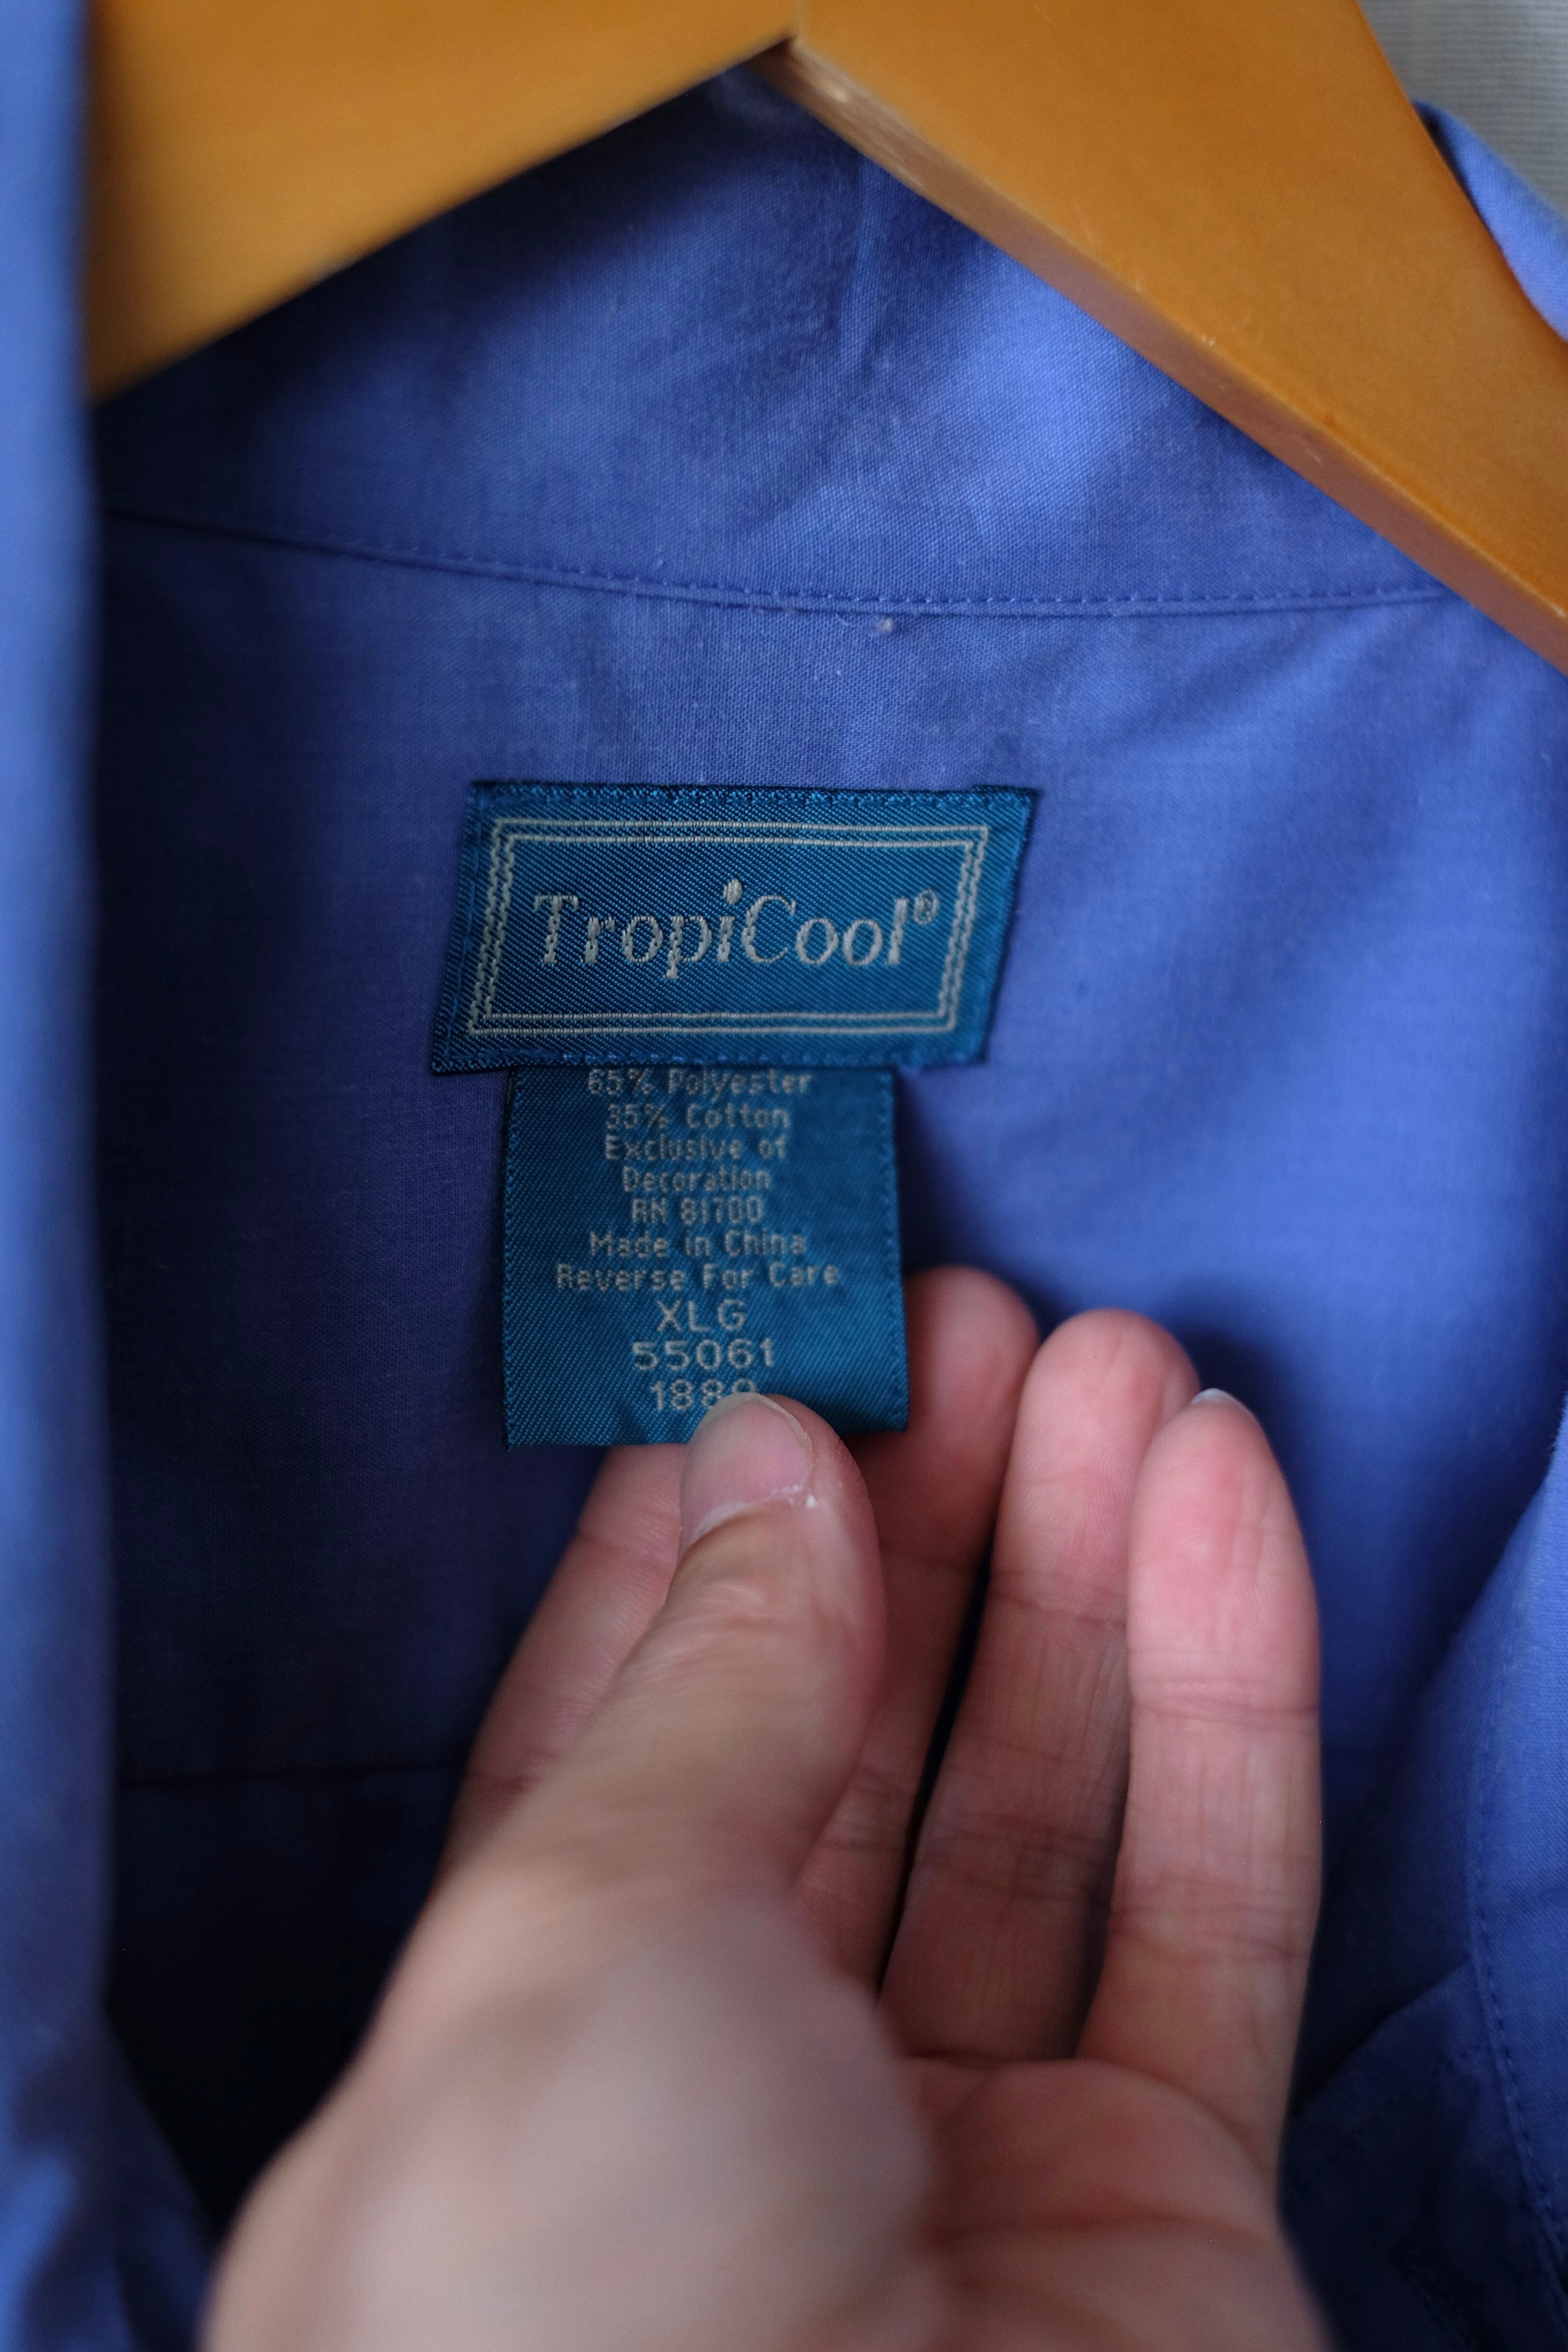 TropiCool®
65% Polyester
35% Cotton
Exclusive of
Decoration
RN 81700
Made in China
Reverse For Care
XLG
55061